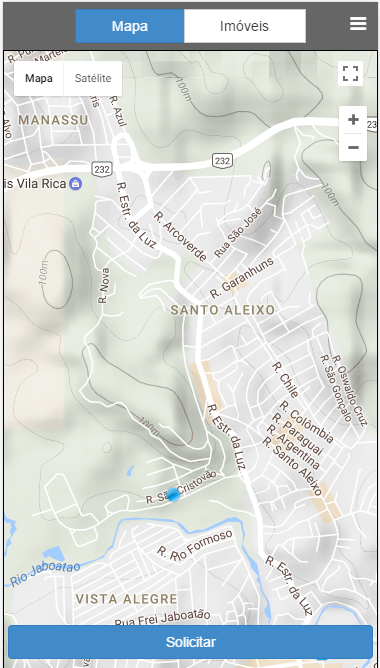 Mapa
Imóveis
Mapa
Satélite
R. Azul
MANASSU
232
232
232
is Vila Rica
R. Estr. da Luz
R. Arcoverde
Rua São José
R. Garanhuns
R. Nova
100m
100m
100m
100m
SANTO ALEIXO
R. Chile
R. Oswaldo Cruz
R. São Gonçalo
R. Colômbia
R. Paraguai
R. Argentina
R. Santo Aleixo
R. Estr. da Luz
R. São Cristovão
R. Rio Formoso
Rio Jaboatao
R. Estr. da Luz
VISTA ALEGRE
Rua Frei Jaboatão
Solicitar